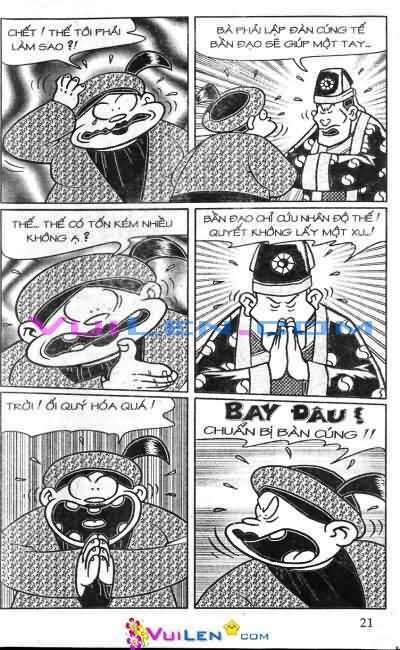 CHẾT! THẾ TÔI PHẢI
LÀM SAO?!
BÀ PHẢI LẬP ĐÀN CÚNG TẾ
BẦN ĐẠO SẼ GIÚP MỘT TAY...
THẾ... THẾ CÓ TỐN KÉM NHIỀU
KHÔNG Ạ?
BẦN ĐẠO CHỈ CỨU NHÂN ĐỘ THẾ!
QUYẾT KHÔNG LẤY MỘT XU...!
VUILEN.COM
TRỜI! ÔI QUÝ HÓA QUÁ!
BAY ĐÂU!
CHUẨN BỊ BÀN CÚNG!!
21
VUILEN.COM